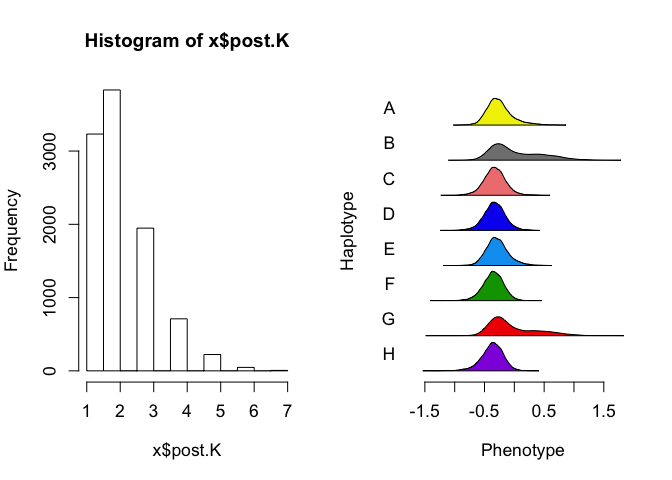 Histogram of x$post.K
Frequency
0
1000
2000
3000
1 2 3 4 5 6 7
x$post.K
Haplotype
A
B
C
D
E
F
G
H
-1.5 -0.5 0.5 1.5
Phenotype